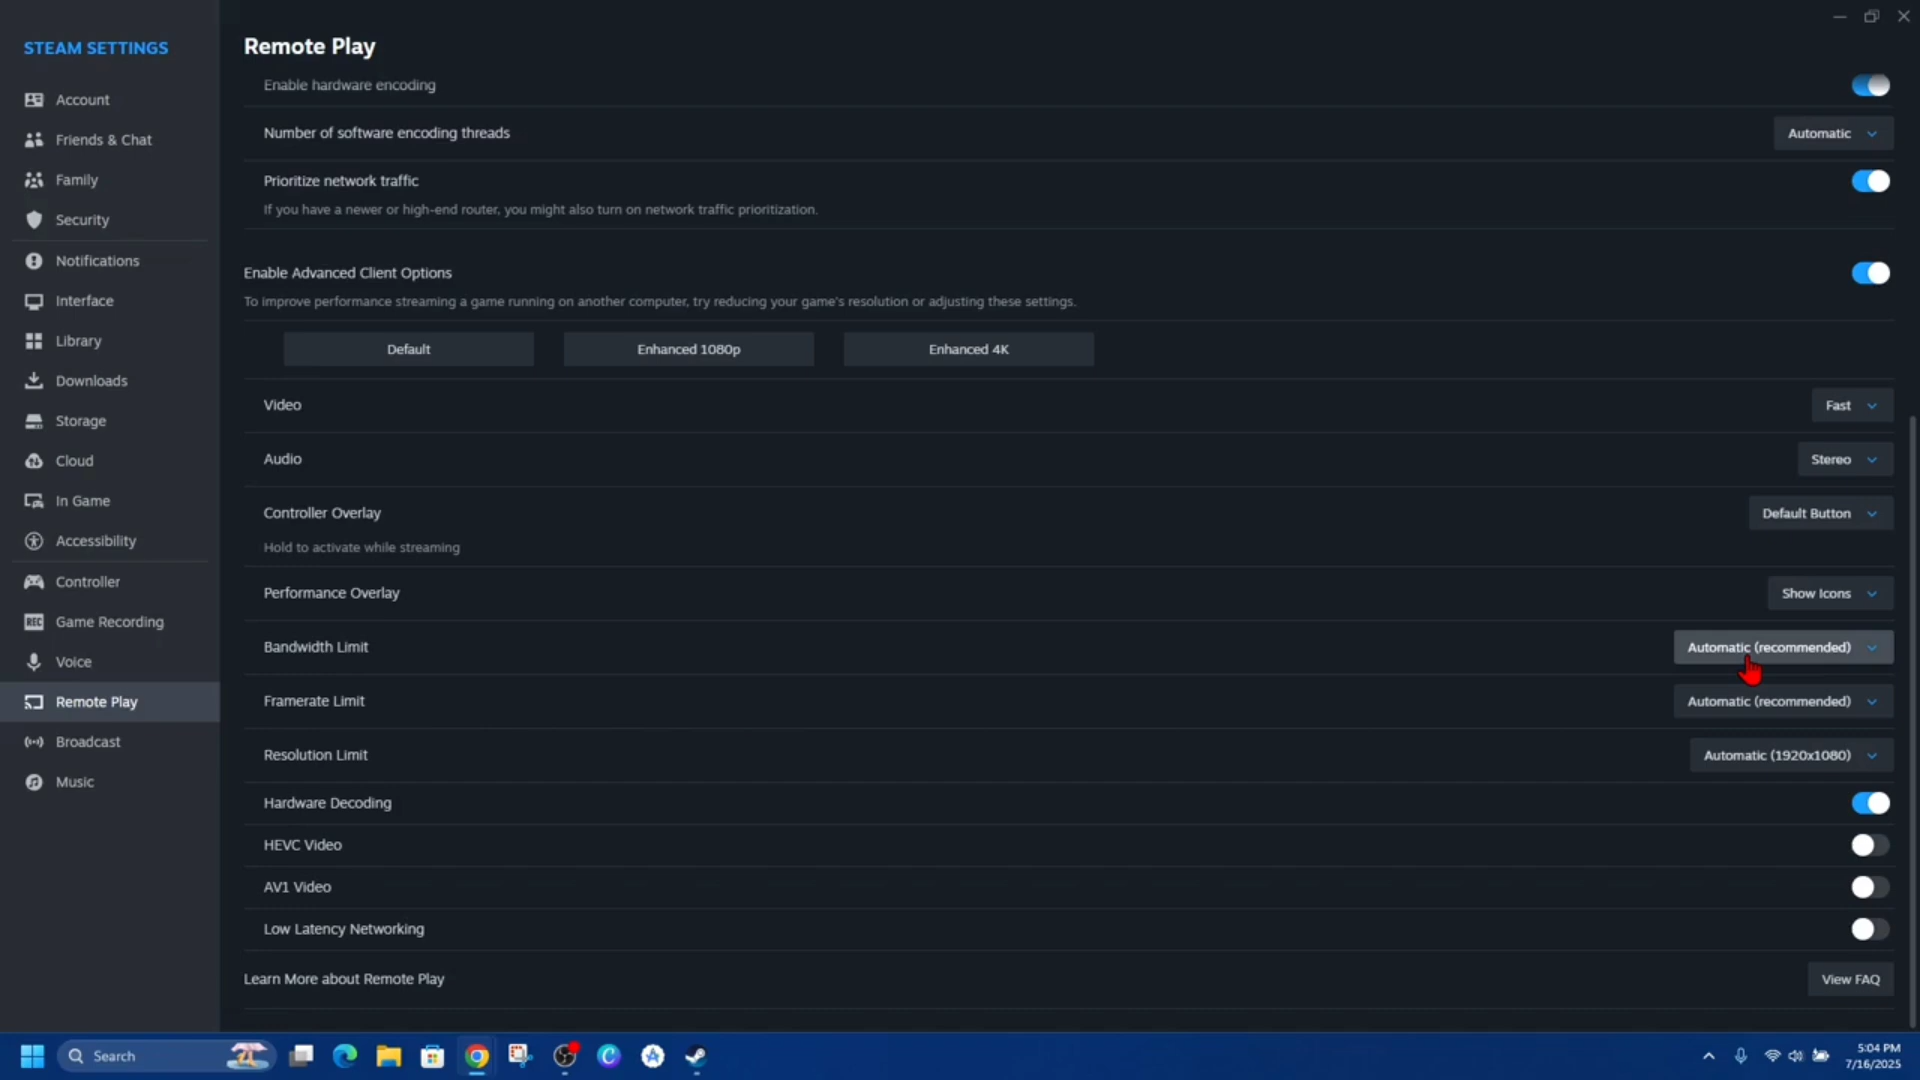 STEAM SETTINGS
Account
Friends & Chat
Family
Security
Notifications
Interface
Library
Downloads
Storage
Cloud
In Game
Accessibility
Controller
REC Game Recording
Voice
Remote Play
Broadcast
Music
Remote Play
Enable hardware encoding
Number of software encoding threads Automatic
Prioritize network traffic
If you have a newer or high-end router, you might also turn on network traffic prioritization.
Enable Advanced Client Options
To improve performance streaming a game running on another computer, try reducing your game's resolution or adjusting these settings.
Default Enhanced 1080p Enhanced 4K
Video Fast
Audio Stereo
Controller Overlay Default Button
Hold to activate while streaming
Performance Overlay Show Icons
Bandwidth Limit Automatic (recommended)
Framerate Limit Automatic (recommended)
Resolution Limit Automatic (1920x1080)
Hardware Decoding
HEVC Video
AV1 Video
Low Latency Networking
Learn More about Remote Play View FAQ
Search
5:04 PM
7/16/2025